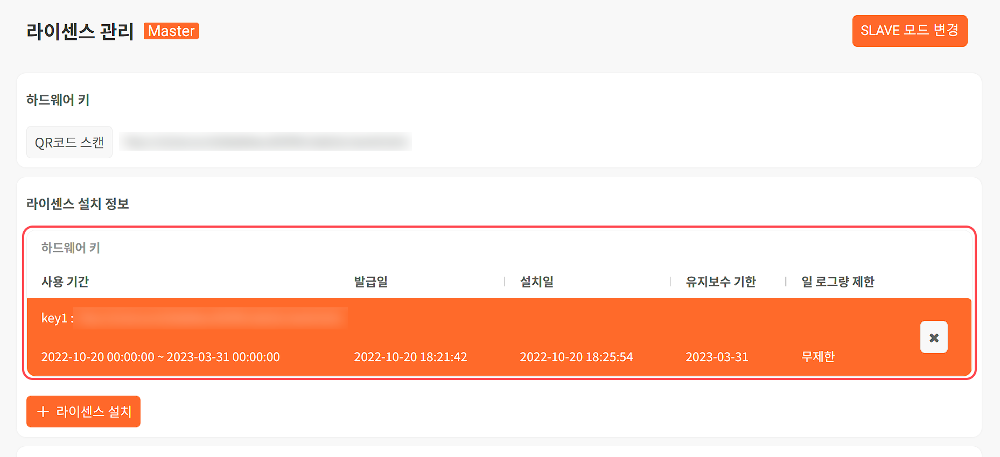 라이센스 관리 Master
SLAVE 모드 변경
하드웨어 키
QR코드 스캔
라이센스 설치 정보
하드웨어 키
사용 기간 발급일 설치일 유지보수 기한 일 로그량 제한
key1 :
2022-10-20 00:00:00 ~ 2023-03-31 00:00:00 2022-10-20 18:21:42 2022-10-20 18:25:54 2023-03-31 무제한
+ 라이센스 설치